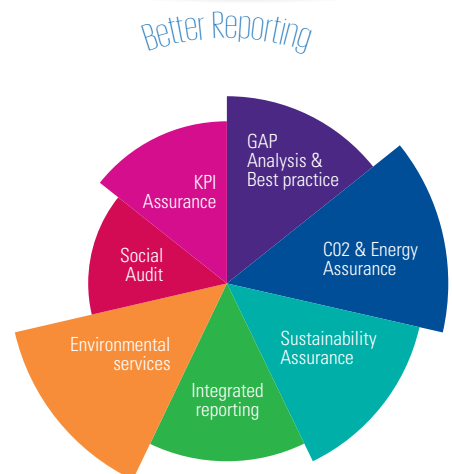 Better Reporting
GAP
Analysis &
Best practice
C02 & Energy
Assurance
Sustainability
Assurance
Integrated
reporting
Environmental
services
Social
Audit
KPI
Assurance